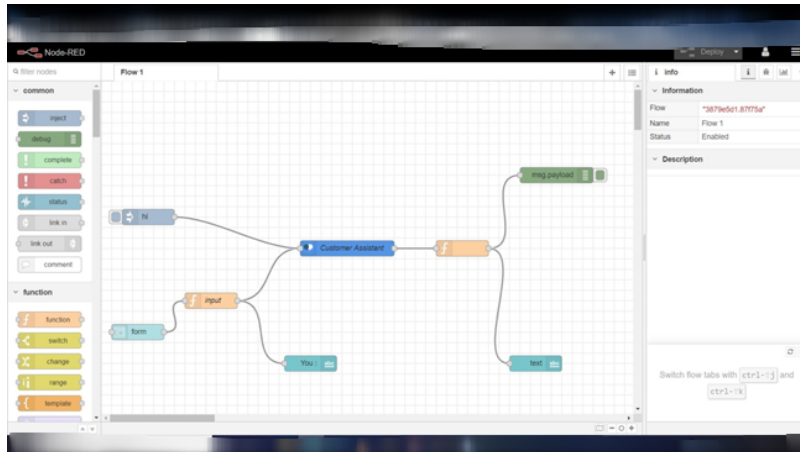 Node-RED
Deploy
filter nodes
Flow 1
info
common
inject
debug
complete
catch
status
link in
link out
comment
function
function
switch
change
range
template
hi
form
input
You :
Customer Assistant
msg.payload
text
Information
Flow "3879e5d1.87f75a"
Name Flow 1
Status Enabled
Description
Switch flow tabs with ctrl-⇧j and
ctrl-⇧k